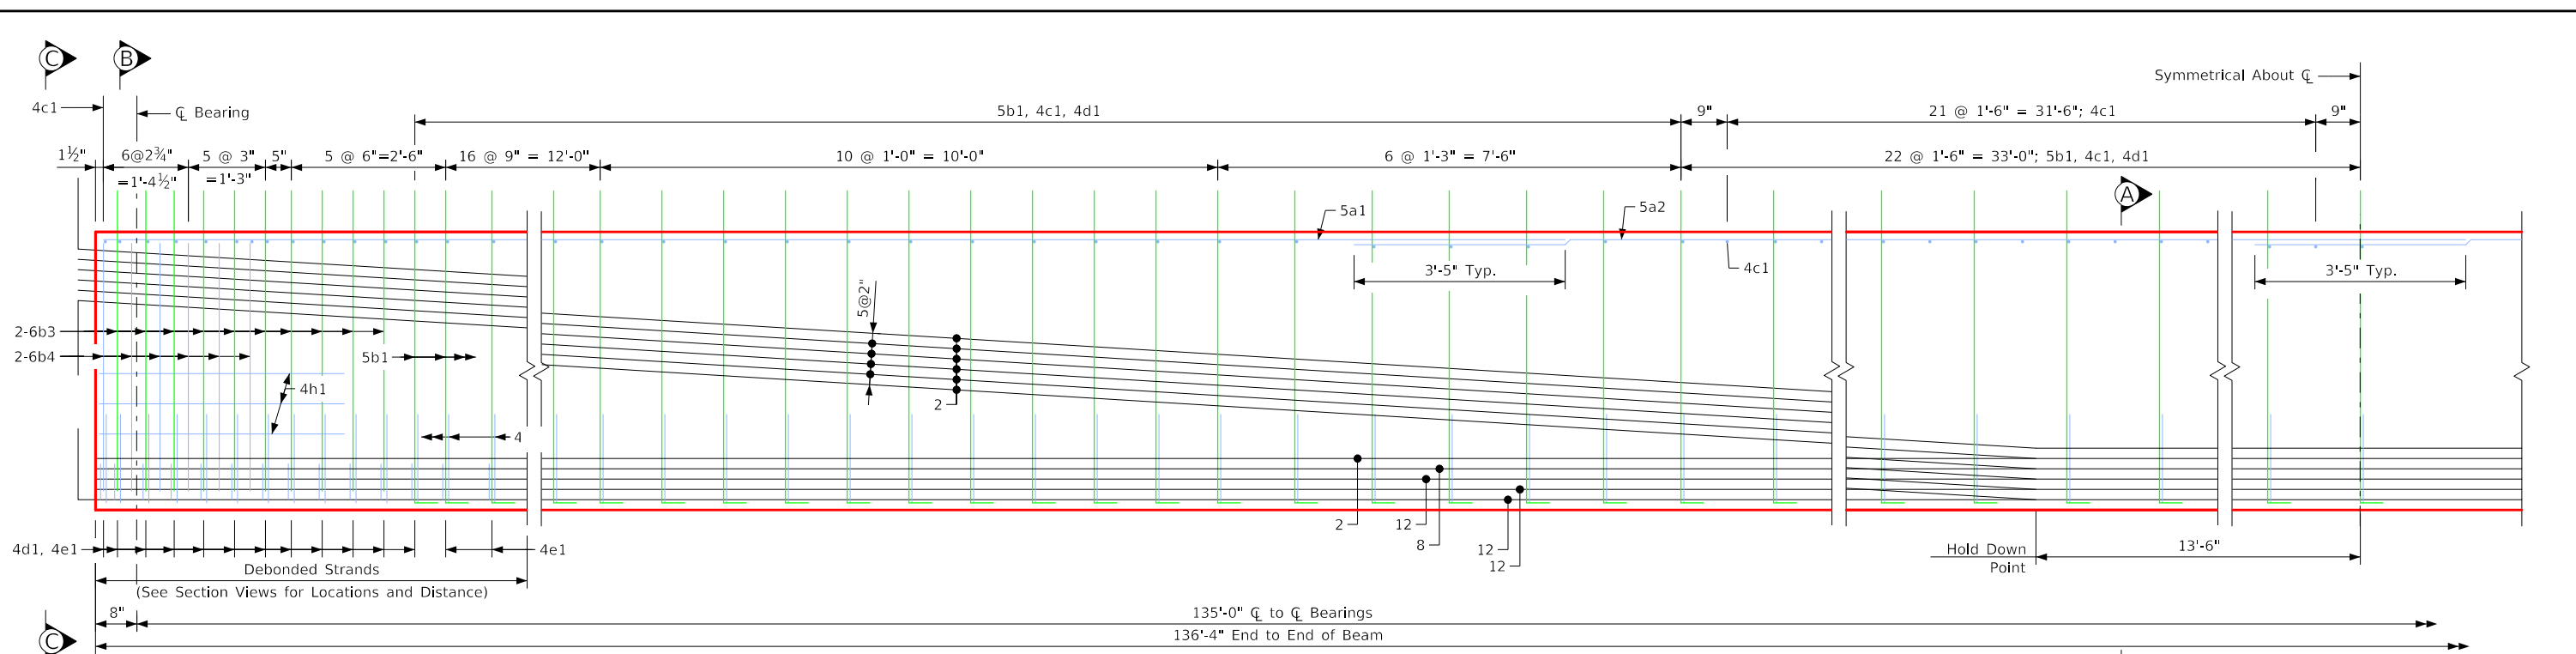 C
B
Symmetrical About ℄
4c1
℄ Bearing
5b1, 4c1, 4d1
9"
21 @ 1'-6" = 31'-6"; 4c1
9"
1½"
6@2¾"
=1'-4½"
5 @ 3"
=1'-3"
5"
5 @ 6"=2'-6"
16 @ 9" = 12'-0"
10 @ 1'-0" = 10'-0"
6 @ 1'-3" = 7'-6"
22 @ 1'-6" = 33'-0"; 5b1, 4c1, 4d1
A
5a1
5a2
4c1
3'-5" Typ.
3'-5" Typ.
5@2"
2-6b3
2-6b4
5b1
4h1
2
4
2
12
8
12
12
4d1, 4e1
4e1
Hold Down
Point
13'-6"
Debonded Strands
(See Section Views for Locations and Distance)
8"
135'-0" ℄ to ℄ Bearings
C
136'-4" End to End of Beam